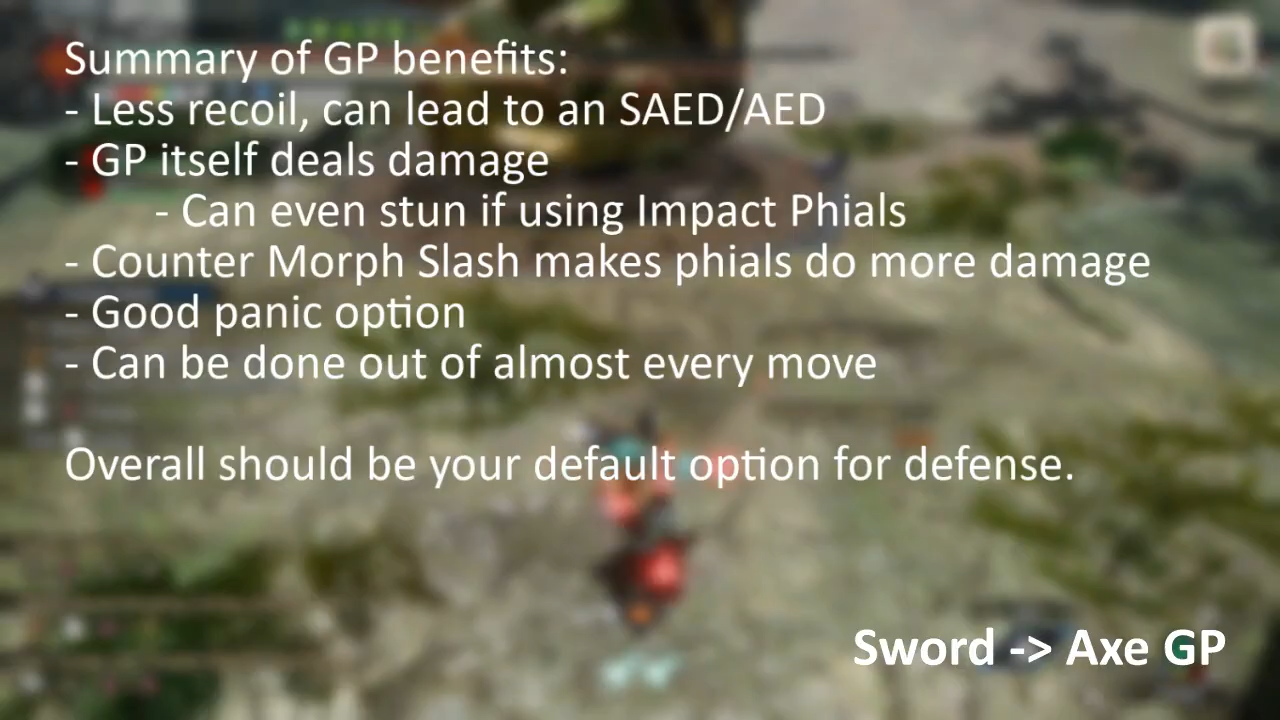 Summary of GP benefits:
- Less recoil, can lead to an SAED/AED
- GP itself deals damage
- Can even stun if using Impact Phials
- Counter Morph Slash makes phials do more damage
- Good panic option
- Can be done out of almost every move
Overall should be your default option for defense.
Sword -> Axe GP